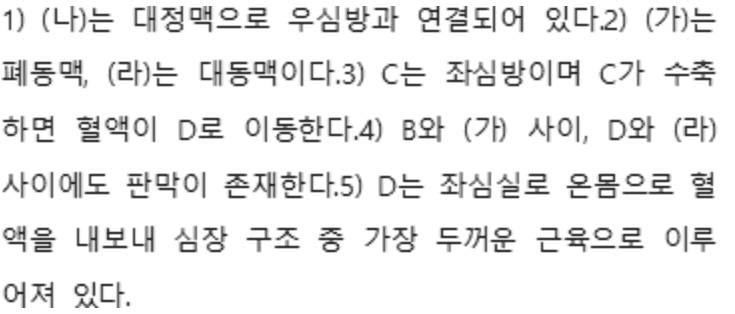 1) (나)는 대정맥으로 우심방과 연결되어 있다.2) (가)는
폐동맥, (라)는 대동맥이다.3) C는 좌심방이며 C가 수축
하면 혈액이 D로 이동한다.4) B와 (가) 사이, D와 (라)
사이에도 판막이 존재한다.5) D는 좌심실로 온몸으로 혈
액을 내보내 심장 구조 중 가장 두꺼운 근육으로 이루
어져 있다.